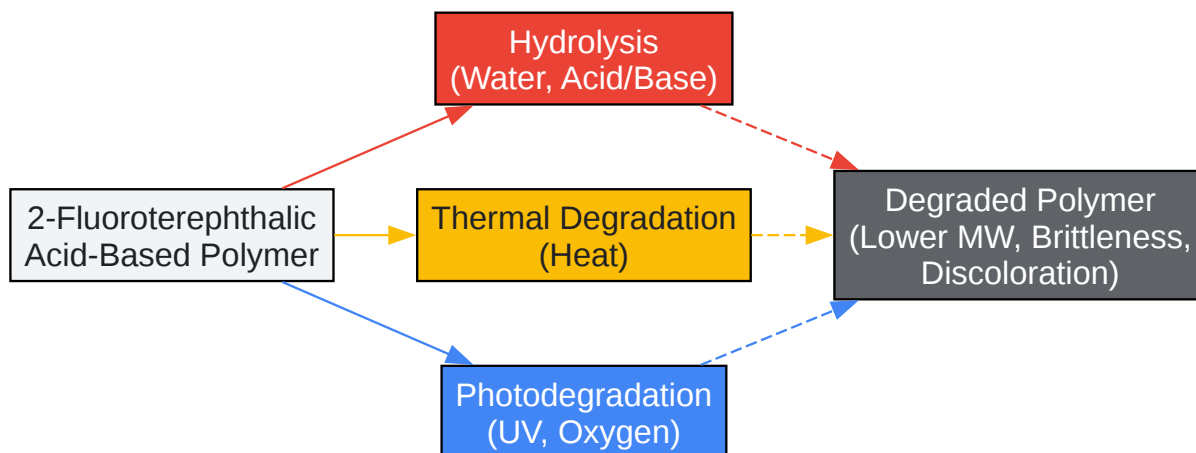 Hydrolysis
(Water, Acid/Base)
2-Fluoroterephthalic
Acid-Based Polymer
Thermal Degradation
(Heat)
Degraded Polymer
(Lower MW, Brittleness,
Discoloration)
Photodegradation
(UV, Oxygen)